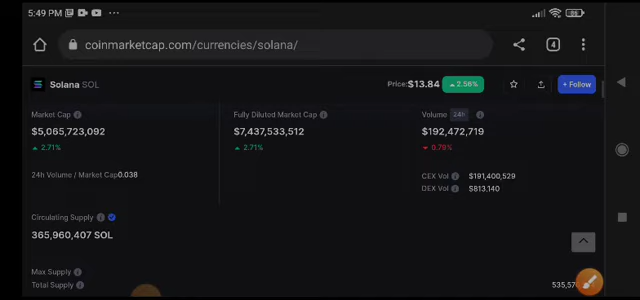 5:49 PM
coinmarketcap.com/currencies/solana/
4
Solana SOL
Price: $13.84
2.56%
+ Follow
Market Cap
Fully Diluted Market Cap
Volume 24h
$5,065,723,092
$7,437,533,512
$192,472,719
2.71%
2.71%
0.79%
24h Volume / Market Cap 0.038
CEX Vol $191,400,529
DEX Vol $813,140
Circulating Supply
365,960,407 SOL
Max Supply
Total Supply